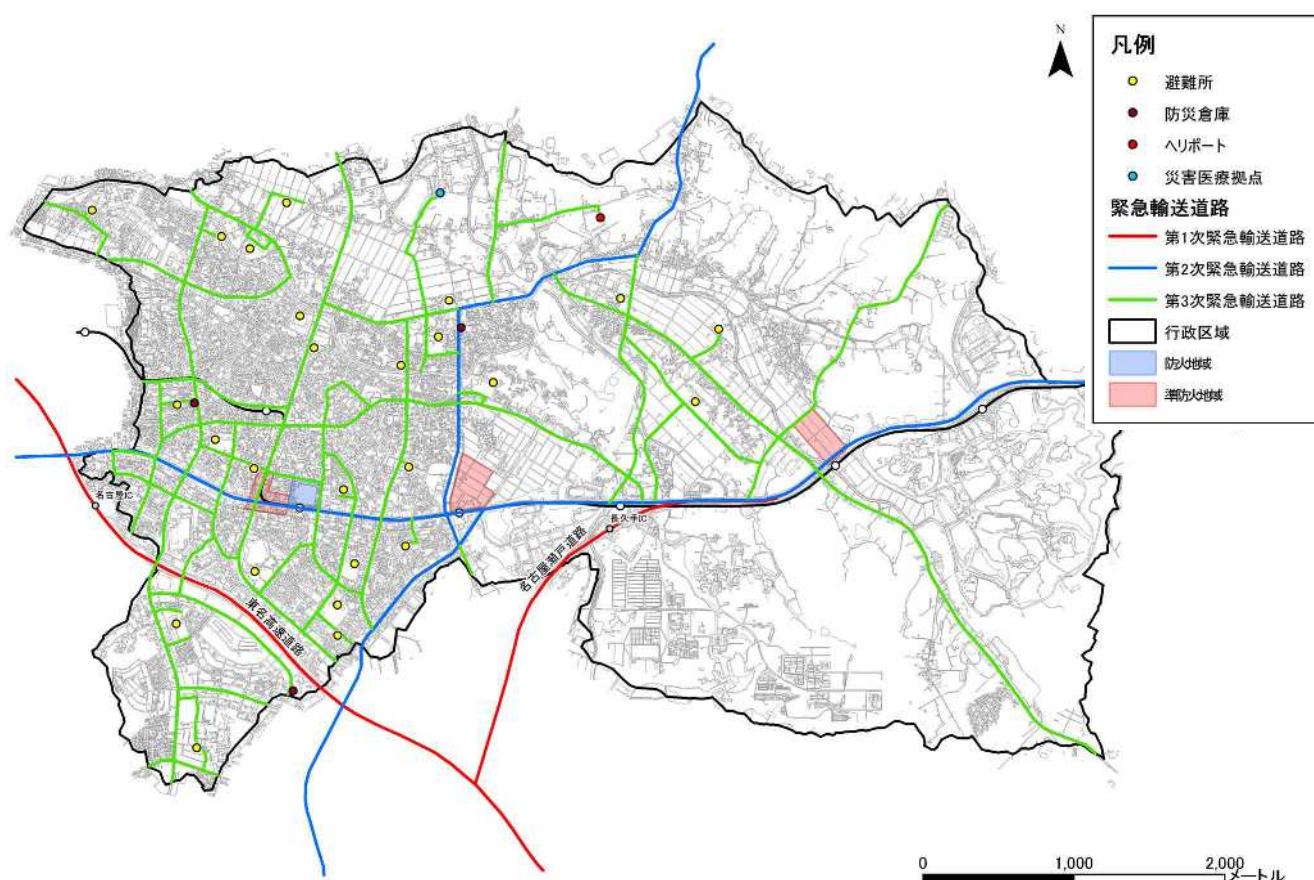 N
凡例
避難所
防災倉庫
ヘリポート
災害医療拠点
緊急輸送道路
第1次緊急輸送道路
第2次緊急輸送道路
第3次緊急輸送道路
行政区域
防火地域
準防火地域
名古屋IC
長久手IC
名古屋瀬戸道路
東名高速道路
0 1,000 2,000
メートル